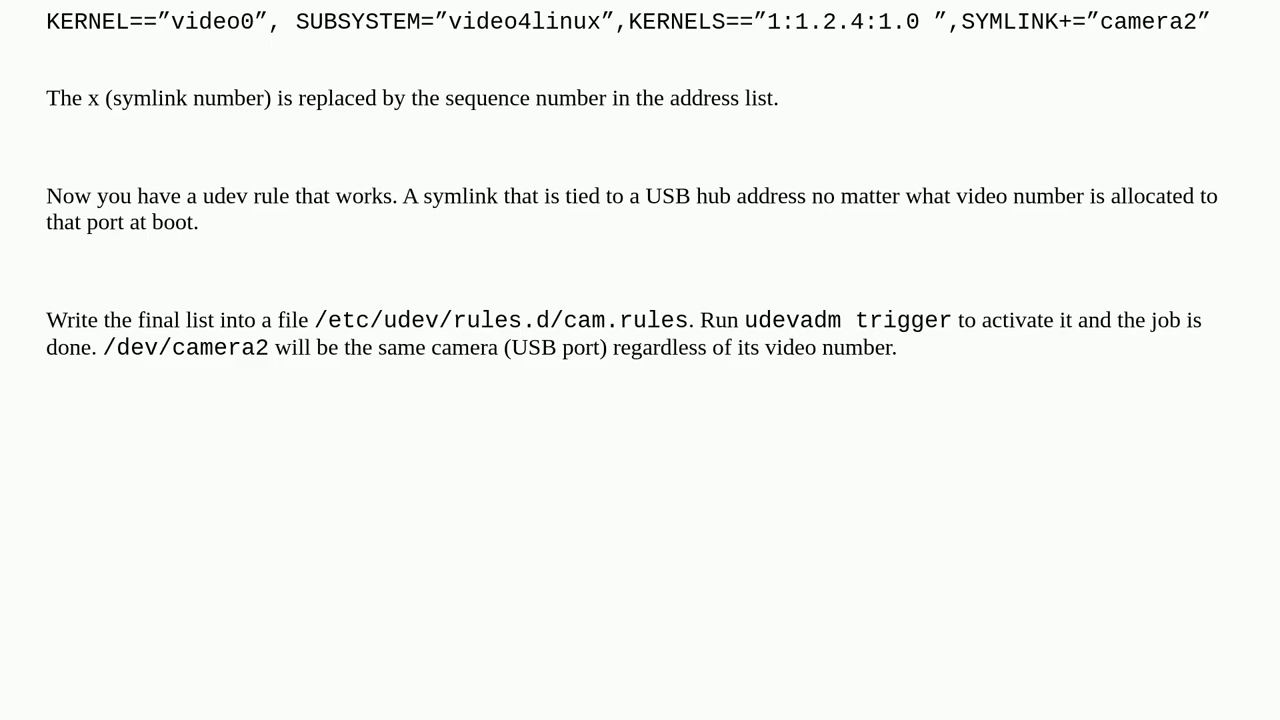 KERNEL==”video0”, SUBSYSTEM=”video4linux”,KERNELS==”1:1.2.4:1.0 ”,SYMLINK+=”camera2”
The x (symlink number) is replaced by the sequence number in the address list.
Now you have a udev rule that works. A symlink that is tied to a USB hub address no matter what video number is allocated to
that port at boot.
Write the final list into a file /etc/udev/rules.d/cam.rules. Run udevadm trigger to activate it and the job is
done. /dev/camera2 will be the same camera (USB port) regardless of its video number.